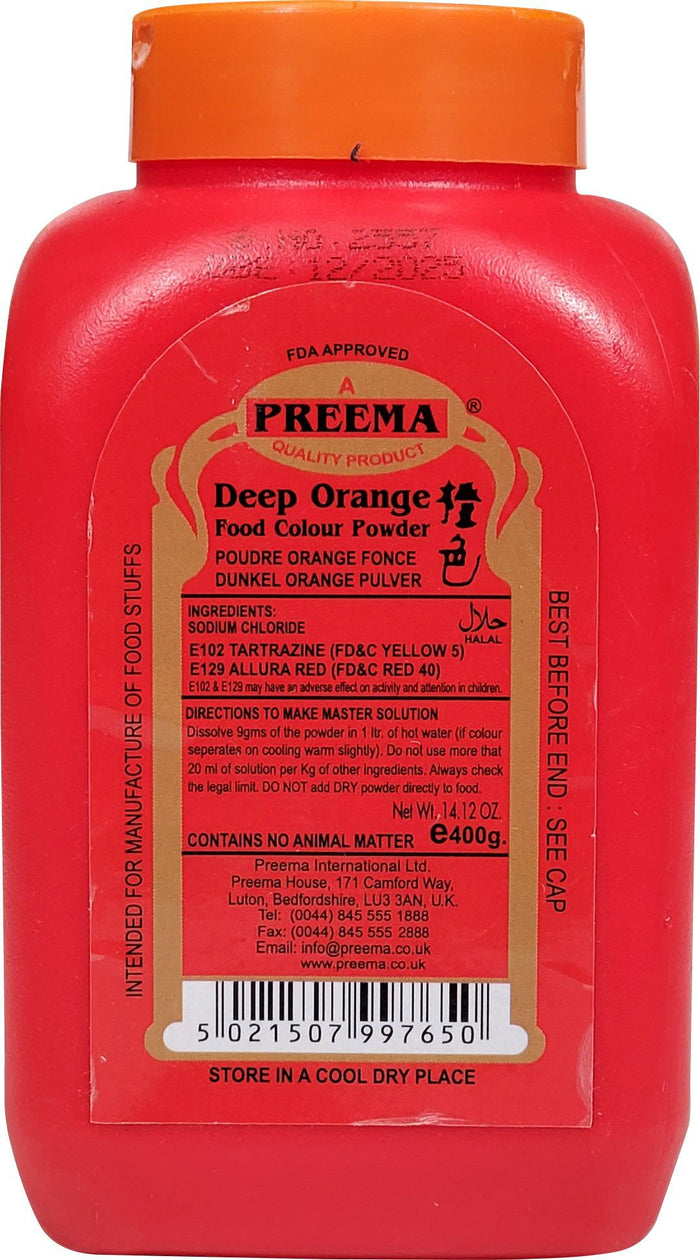 12/2025
FDA APPROVED
A
PREEMA ®
QUALITY PRODUCT
Deep Orange
Food Colour Powder
橙色
POUDRE ORANGE FONCE
DUNKEL ORANGE PULVER
INGREDIENTS:
SODIUM CHLORIDE
حلال
HALAL
E102 TARTRAZINE (FD&C YELLOW 5)
E129 ALLURA RED (FD&C RED 40)
E102 & E129 may have an adverse effect on activity and attention in children.
DIRECTIONS TO MAKE MASTER SOLUTION
Dissolve 9gms of the powder in 1 ltr. of hot water (if colour
seperates on cooling warm slightly). Do not use more that
20 ml of solution per Kg of other ingredients. Always check
the legal limit. DO NOT add DRY powder directly to food.
Net Wt. 14.12 OZ.
CONTAINS NO ANIMAL MATTER e400g.
Preema International Ltd.
Preema House, 171 Camford Way,
Luton, Bedfordshire, LU3 3AN, U.K.
Tel: (0044) 845 555 1888
Fax: (0044) 845 555 2888
Email: info@preema.co.uk
www.preema.co.uk
5 021507 997650
STORE IN A COOL DRY PLACE
INTENDED FOR MANUFACTURE OF FOOD STUFFS
BEST BEFORE END : SEE CAP